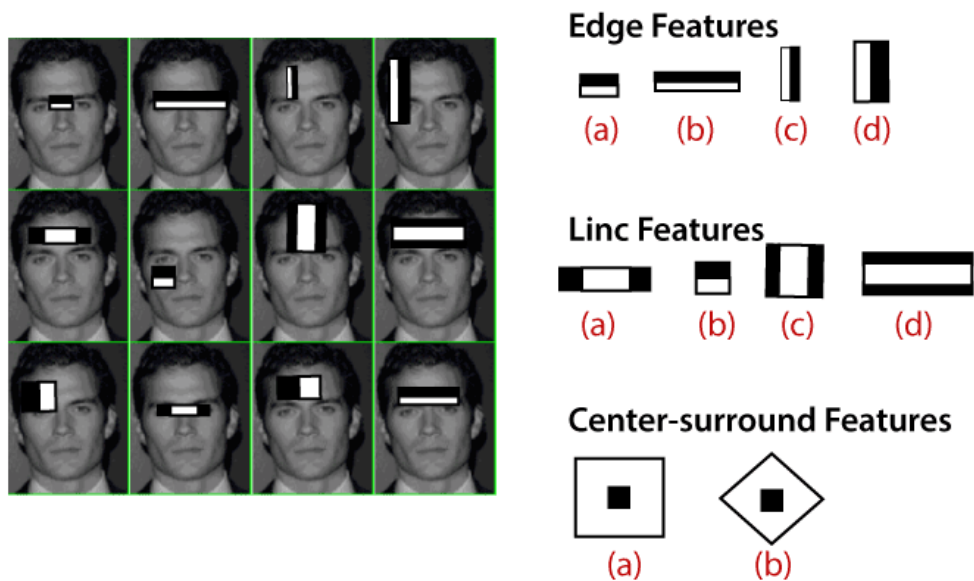 Edge Features
(a) (b) (c) (d)
Linc Features
(a) (b) (c) (d)
Center-surround Features
(a) (b)